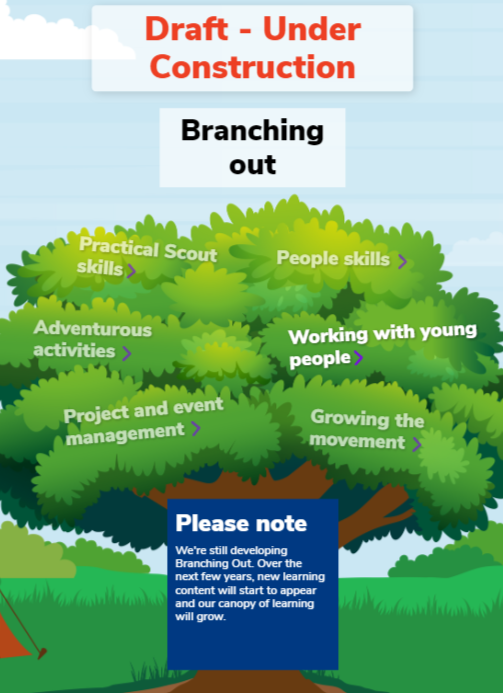 Draft - Under
Construction
Branching
out
Practical Scout
skills
People skills
Adventurous
activities
Working with young
people
Project and event
management
Growing the
movement
Please note
We're still developing
Branching Out. Over the
next few years, new learning
content will start to appear
and our canopy of learning
will grow.